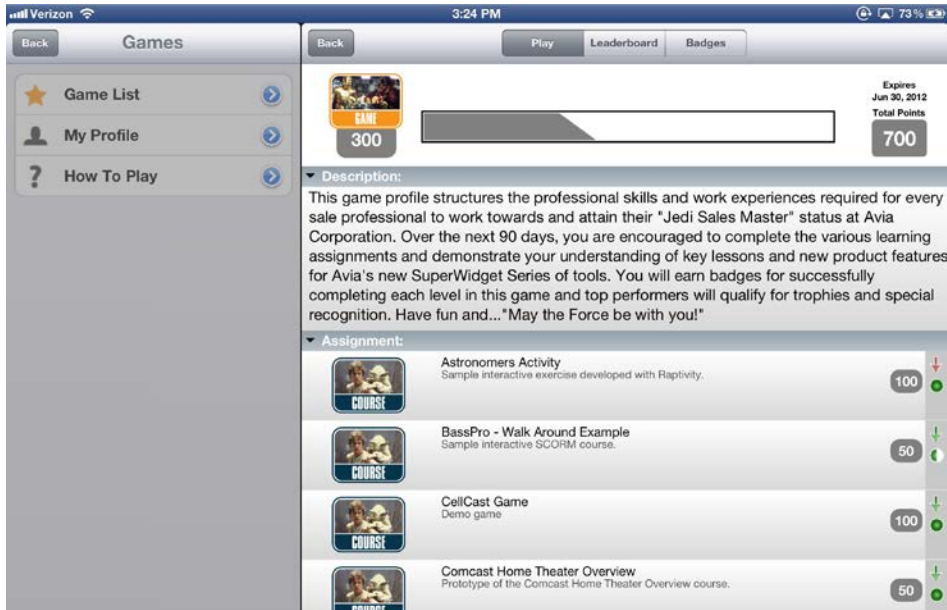 Verizon
3:24 PM
73%
Back
Games
Game List
My Profile
How To Play
Back
Play
Leaderboard
Badges
GAME
300
Expires
Jun 30, 2012
Total Points
700
Description:
This game profile structures the professional skills and work experiences required for every
sale professional to work towards and attain their "Jedi Sales Master" status at Avia
Corporation. Over the next 90 days, you are encouraged to complete the various learning
assignments and demonstrate your understanding of key lessons and new product features
for Avia's new SuperWidget Series of tools. You will earn badges for successfully
completing each level in this game and top performers will qualify for trophies and special
recognition. Have fun and..."May the Force be with you!"
Assignment:
COURSE
Astronomers Activity
Sample interactive exercise developed with Raptivity.
100
COURSE
BassPro - Walk Around Example
Sample interactive SCORM course.
50
COURSE
CellCast Game
Demo game
100
COURSE
Comcast Home Theater Overview
Prototype of the Comcast Home Theater Overview course.
50